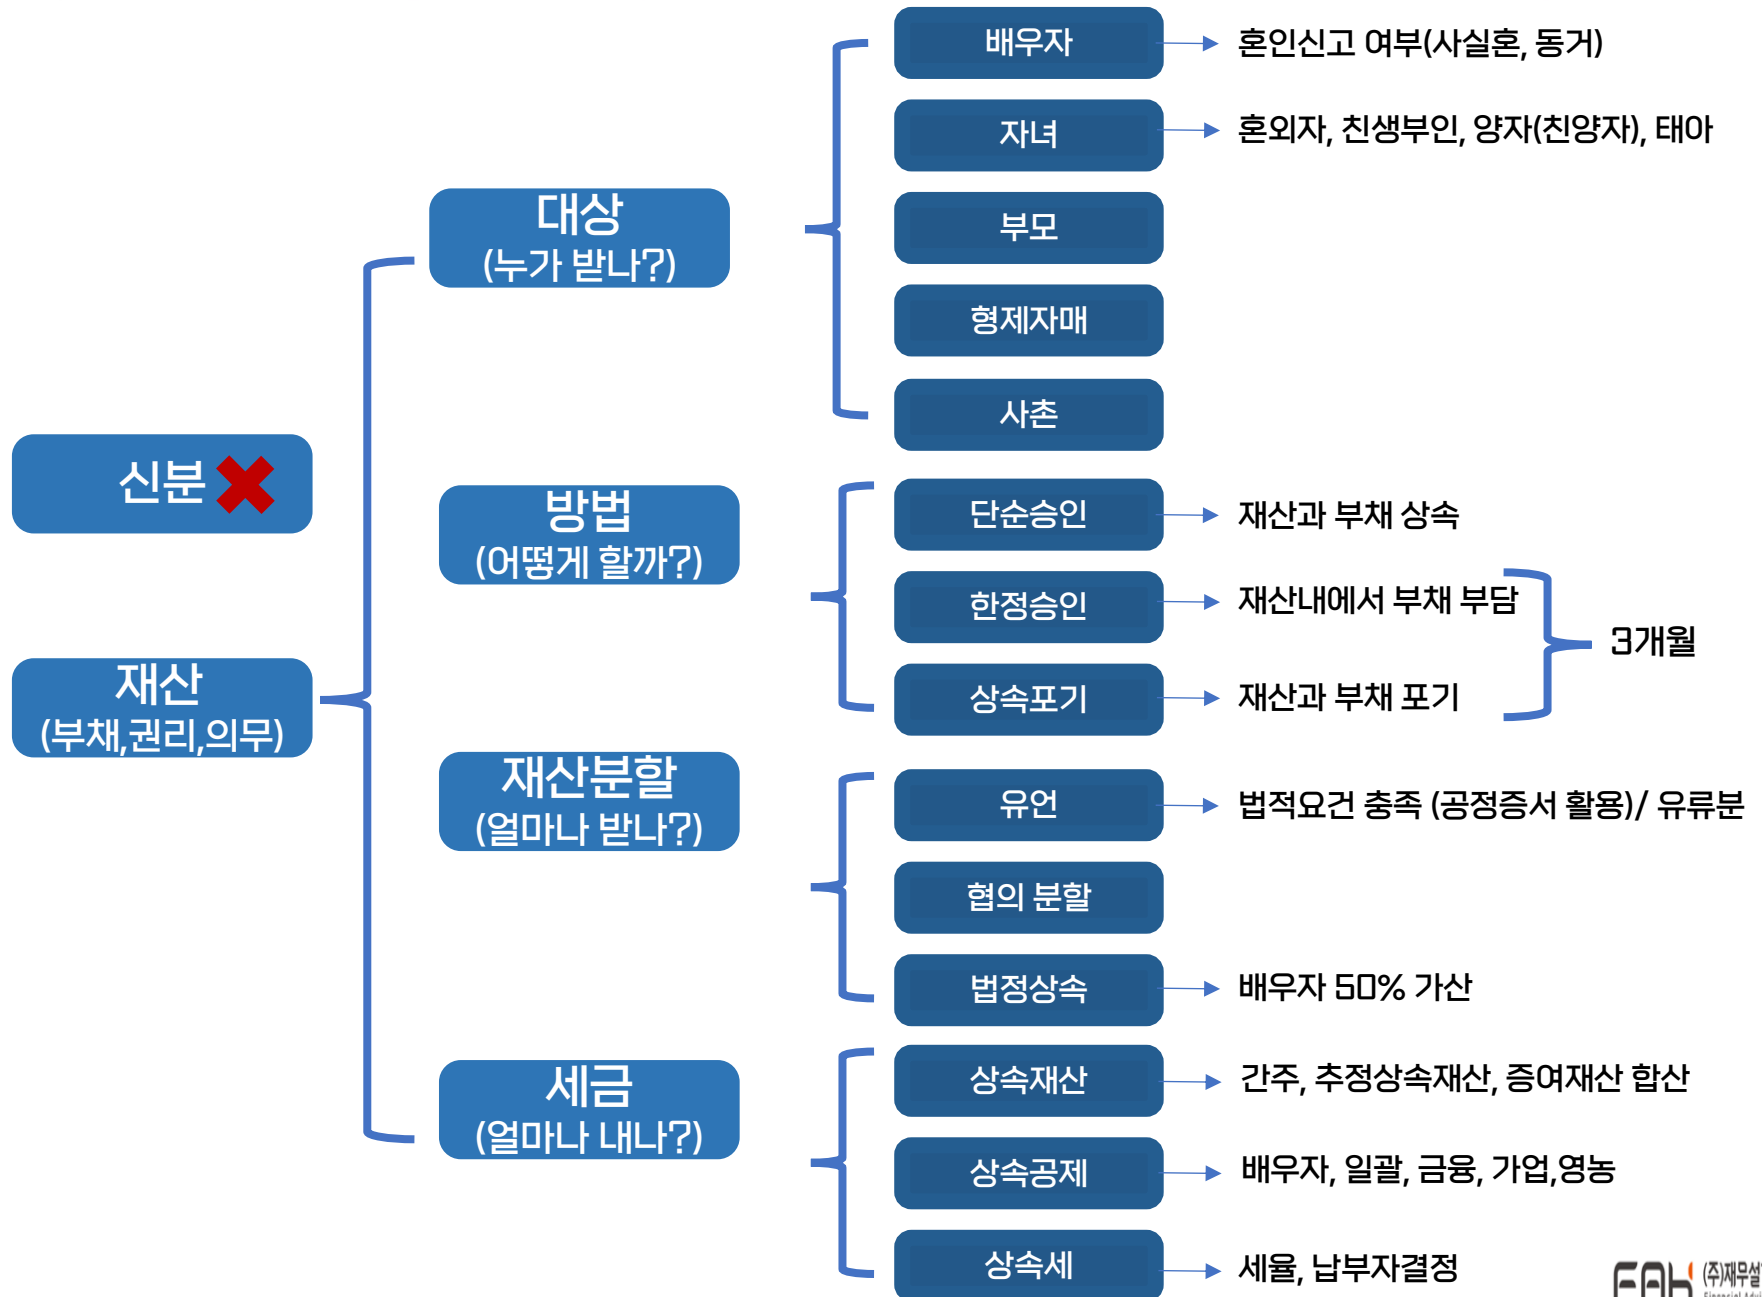 신분
재산
(부채,권리,의무)
대상
(누가 받나?)
배우자
혼인신고 여부(사실혼, 동거)
자녀
혼외자, 친생부인, 양자(친양자), 태아
부모
형제자매
사촌
방법
(어떻게 할까?)
단순승인
재산과 부채 상속
한정승인
재산내에서 부채 부담
상속포기
재산과 부채 포기
3개월
재산분할
(얼마나 받나?)
유언
법적요건 충족 (공정증서 활용)/ 유류분
협의 분할
법정상속
배우자 50% 가산
세금
(얼마나 내나?)
상속재산
간주, 추정상속재산, 증여재산 합산
상속공제
배우자, 일괄, 금융, 가업,영농
상속세
세율, 납부자결정
(주)재무설